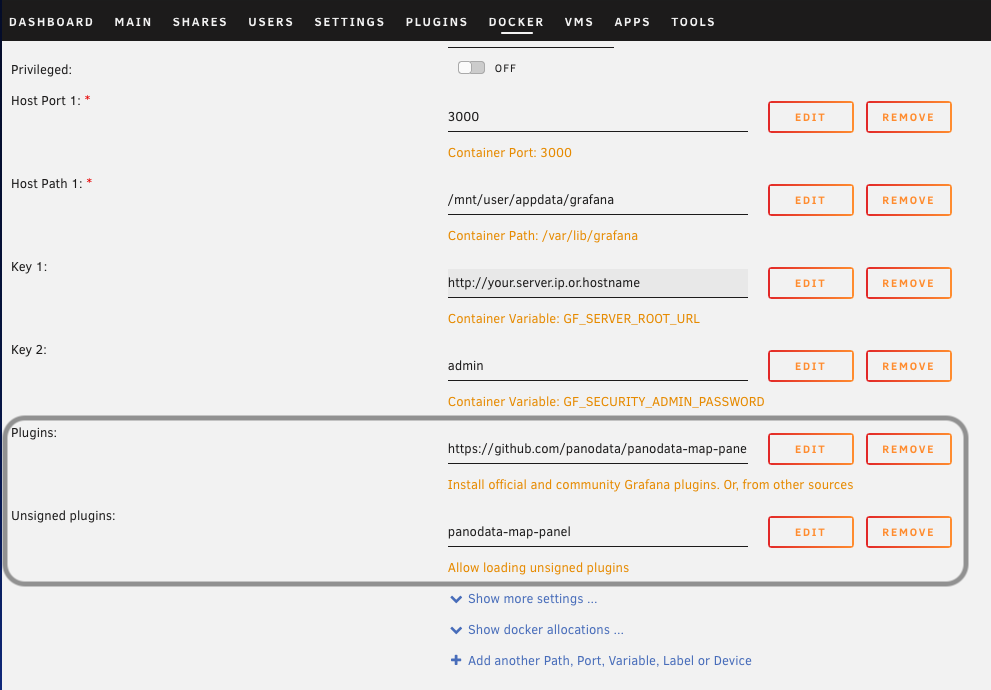 DASHBOARD MAIN SHARES USERS SETTINGS PLUGINS DOCKER VMS APPS TOOLS
Privileged:
OFF
Host Port 1: *
3000
EDIT REMOVE
Container Port: 3000
Host Path 1: *
/mnt/user/appdata/grafana
EDIT REMOVE
Container Path: /var/lib/grafana
Key 1:
http://your.server.ip.or.hostname
EDIT REMOVE
Container Variable: GF_SERVER_ROOT_URL
Key 2:
admin
EDIT REMOVE
Container Variable: GF_SECURITY_ADMIN_PASSWORD
Plugins:
https://github.com/panodata/panodata-map-pane
EDIT REMOVE
Install official and community Grafana plugins. Or, from other sources
Unsigned plugins:
panodata-map-panel
EDIT REMOVE
Allow loading unsigned plugins
Show more settings ...
Show docker allocations ...
Add another Path, Port, Variable, Label or Device